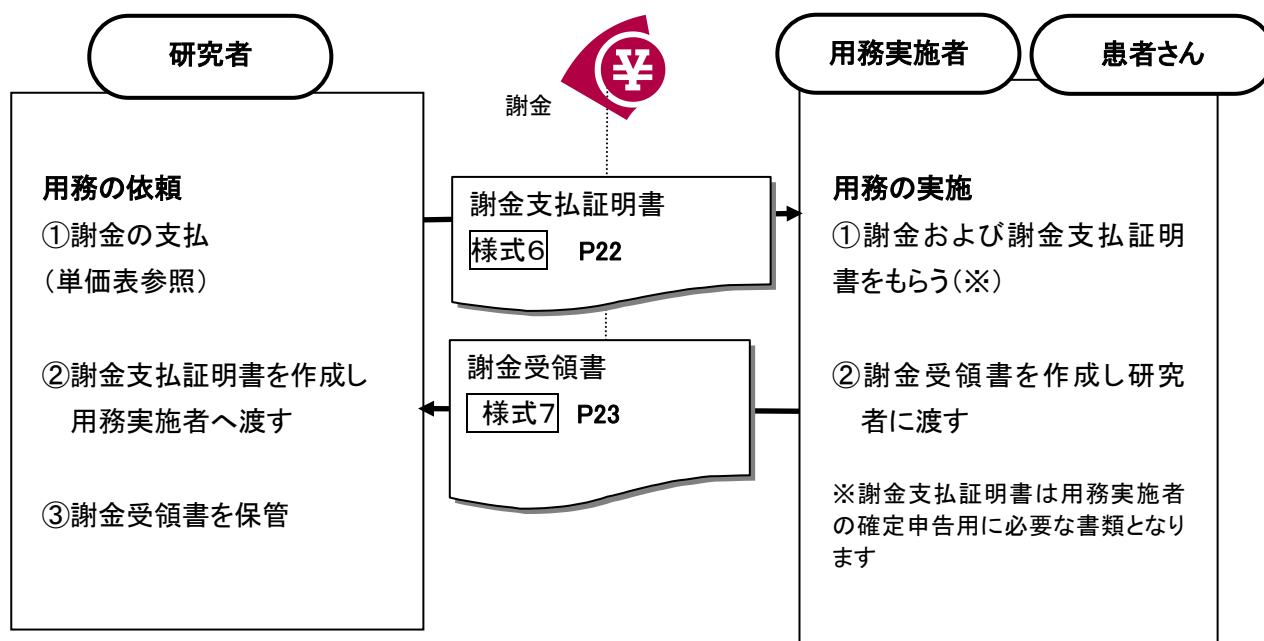 研究者
用務の依頼
①謝金の支払
（単価表参照）
②謝金支払証明書を作成し
用務実施者へ渡す
③謝金受領書を保管
¥
謝金
謝金支払証明書
様式６ P22
謝金受領書
様式７ P23
用務実施者
患者さん
用務の実施
①謝金および謝金支払証明
書をもらう（※）
②謝金受領書を作成し研究
者に渡す
※謝金支払証明書は用務実施者
の確定申告用に必要な書類となり
ます